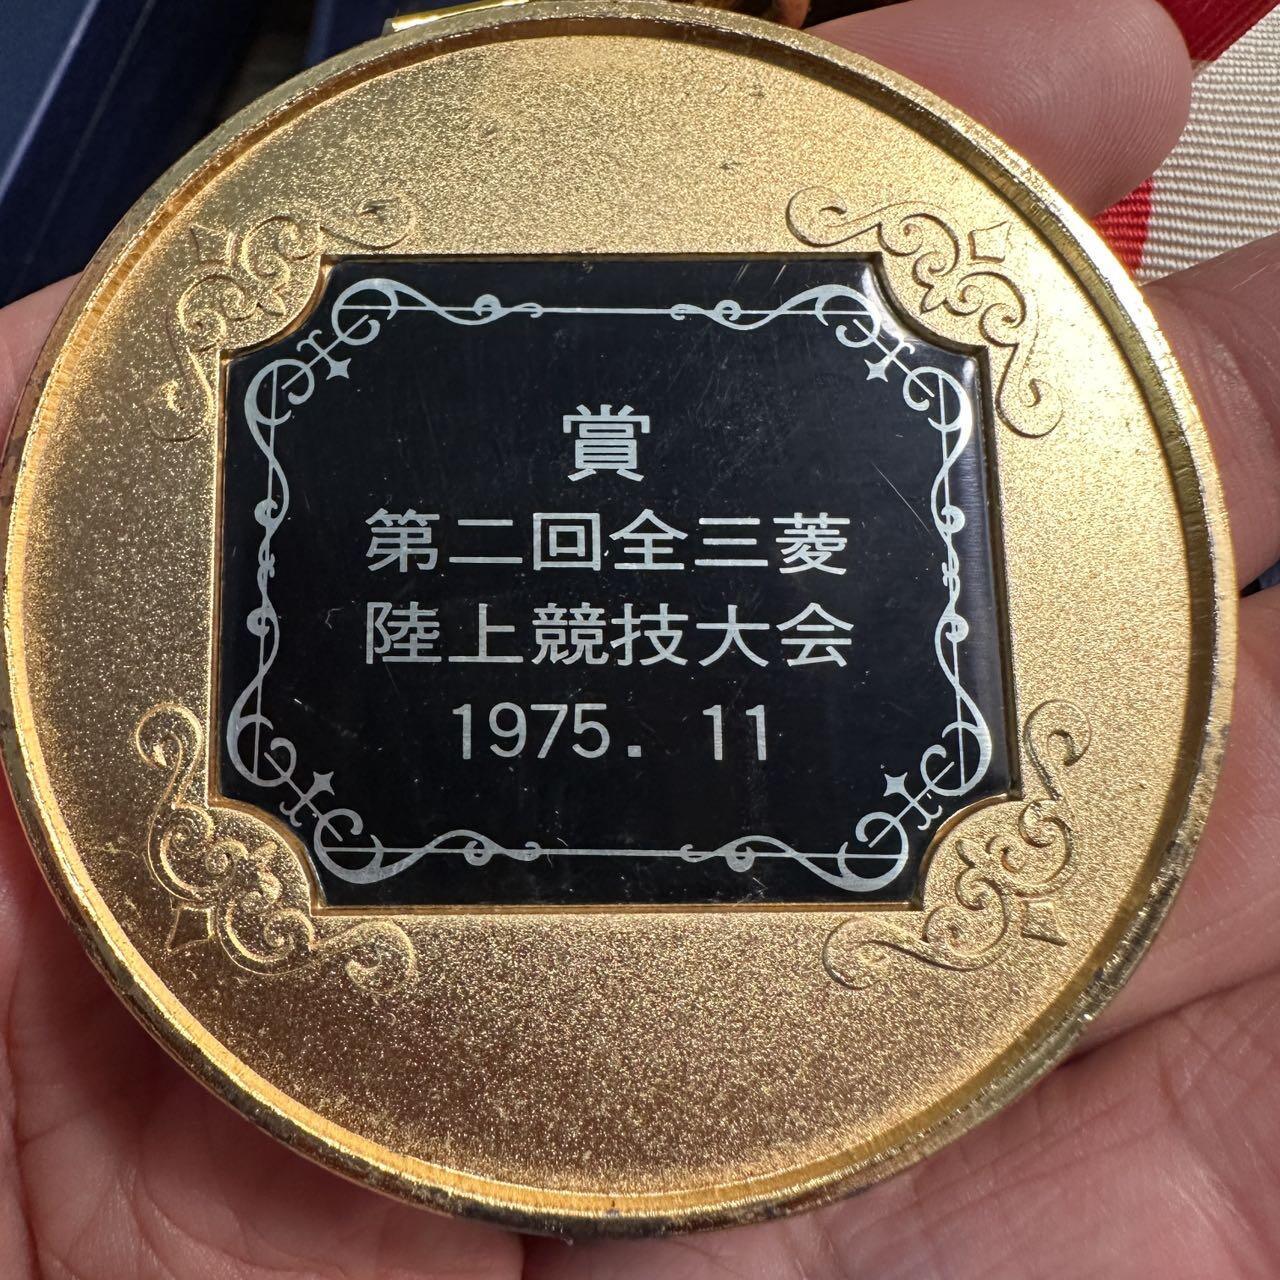 賞
第二回全三菱
陸上競技大会
1975. 11